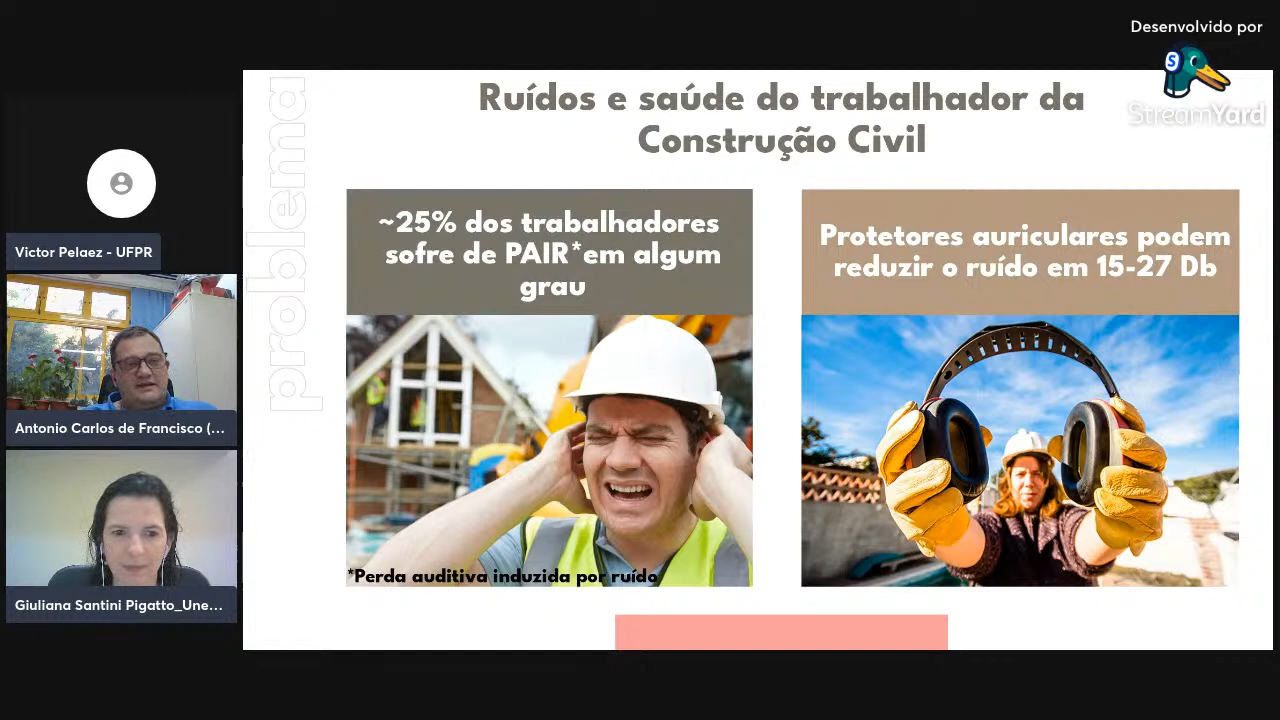 Desenvolvido por
S
StreamYard
Victor Pelaez - UFPR
Antonio Carlos de Francisco (...
Giuliana Santini Pigatto_Une...
problema
Ruídos e saúde do trabalhador da
Construção Civil
~25% dos trabalhadores
sofre de PAIR*em algum
grau
*Perda auditiva induzida por ruído
Protetores auriculares podem
reduzir o ruído em 15-27 Db